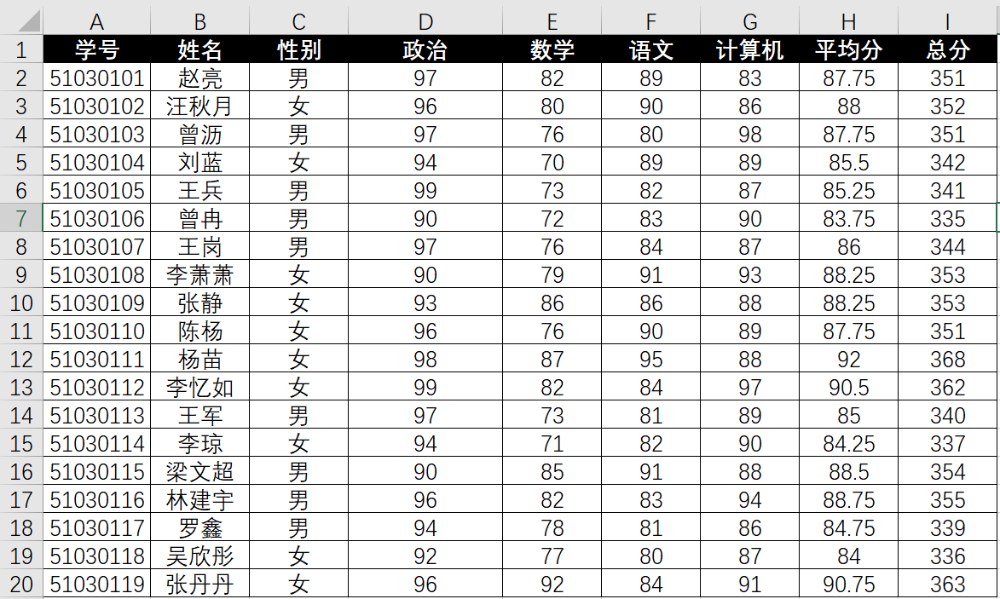 A B C D E F G H I
1 学号 姓名 性别 政治 数学 语文 计算机 平均分 总分
2 51030101 赵亮 男 97 82 89 83 87.75 351
3 51030102 汪秋月 女 96 80 90 86 88 352
4 51030103 曾沥 男 97 76 80 98 87.75 351
5 51030104 刘蓝 女 94 70 89 89 85.5 342
6 51030105 王兵 男 99 73 82 87 85.25 341
7 51030106 曾冉 男 90 72 83 90 83.75 335
8 51030107 王岗 男 97 76 84 87 86 344
9 51030108 李萧萧 女 90 79 91 93 88.25 353
10 51030109 张静 女 93 86 86 88 88.25 353
11 51030110 陈杨 女 96 76 90 89 87.75 351
12 51030111 杨苗 女 98 87 95 88 92 368
13 51030112 李忆如 女 99 82 84 97 90.5 362
14 51030113 王军 男 97 73 81 89 85 340
15 51030114 李琼 女 94 71 82 90 84.25 337
16 51030115 梁文超 男 90 85 91 88 88.5 354
17 51030116 林建宇 男 96 82 83 94 88.75 355
18 51030117 罗鑫 男 94 78 81 86 84.75 339
19 51030118 吴欣彤 女 92 77 80 87 84 336
20 51030119 张丹丹 女 96 92 84 91 90.75 363